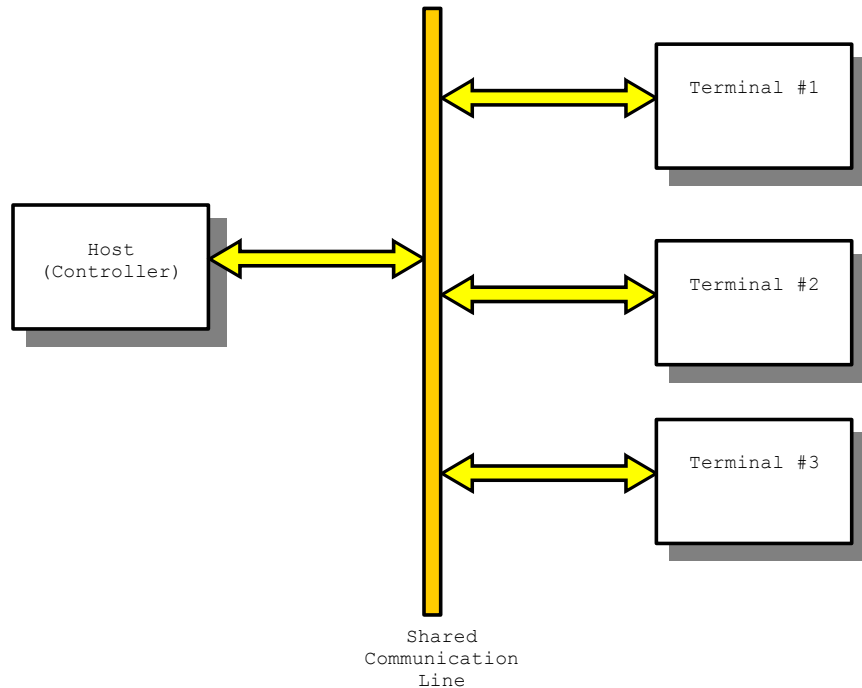 Terminal #1
Host
(Controller)
Terminal #2
Terminal #3
Shared
Communication
Line